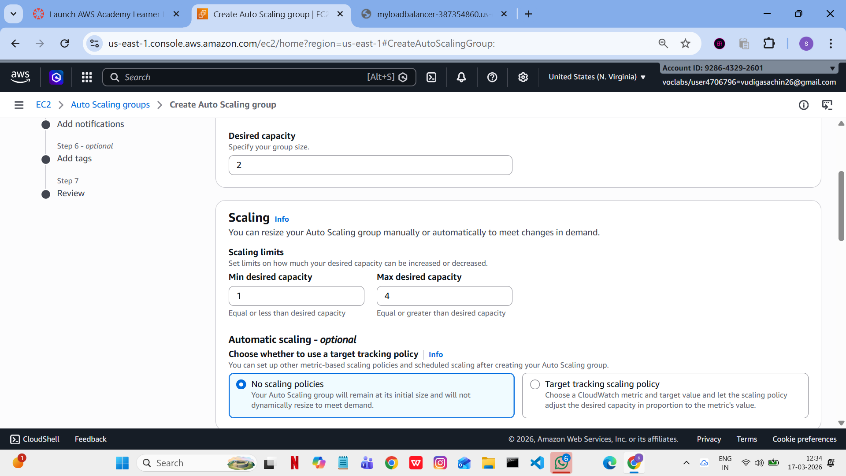 Launch AWS Academy Learner
Create Auto Scaling group | EC
mybadbalancer-387354860.us
us-east-1.console.aws.amazon.com/ec2/home?region=us-east-1#CreateAutoScalingGroup:
S
aws
Search
[Alt+S]
United States (N. Virginia)
Account ID: 9286-4329-2601
voclabs/user4706796=vudigasachin26@gmail.com
EC2
Auto Scaling groups
Create Auto Scaling group
Add notifications
Step 6 - optional
Add tags
Step 7
Review
Desired capacity
Specify your group size.
2
Scaling Info
You can resize your Auto Scaling group manually or automatically to meet changes in demand.
Scaling limits
Set limits on how much your desired capacity can be increased or decreased.
Min desired capacity
Max desired capacity
1
4
Equal or less than desired capacity
Equal or greater than desired capacity
Automatic scaling - optional
Choose whether to use a target tracking policy | Info
You can set up other metric-based scaling policies and scheduled scaling after creating your Auto Scaling group.
No scaling policies
Your Auto Scaling group will remain at its initial size and will not
dynamically resize to meet demand.
Target tracking scaling policy
Choose a CloudWatch metric and target value and let the scaling policy
adjust the desired capacity in proportion to the metric's value.
CloudShell
Feedback
© 2026, Amazon Web Services, Inc. or its affiliates.
Privacy
Terms
Cookie preferences
1
Search
ENG
IN
12:34
17-03-2026